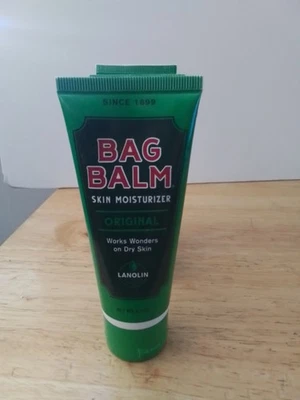 SINCE 1899
BAG
BALM
SKIN MOISTURIZER
ORIGINAL
Works Wonders
on Dry Skin
LANOLIN